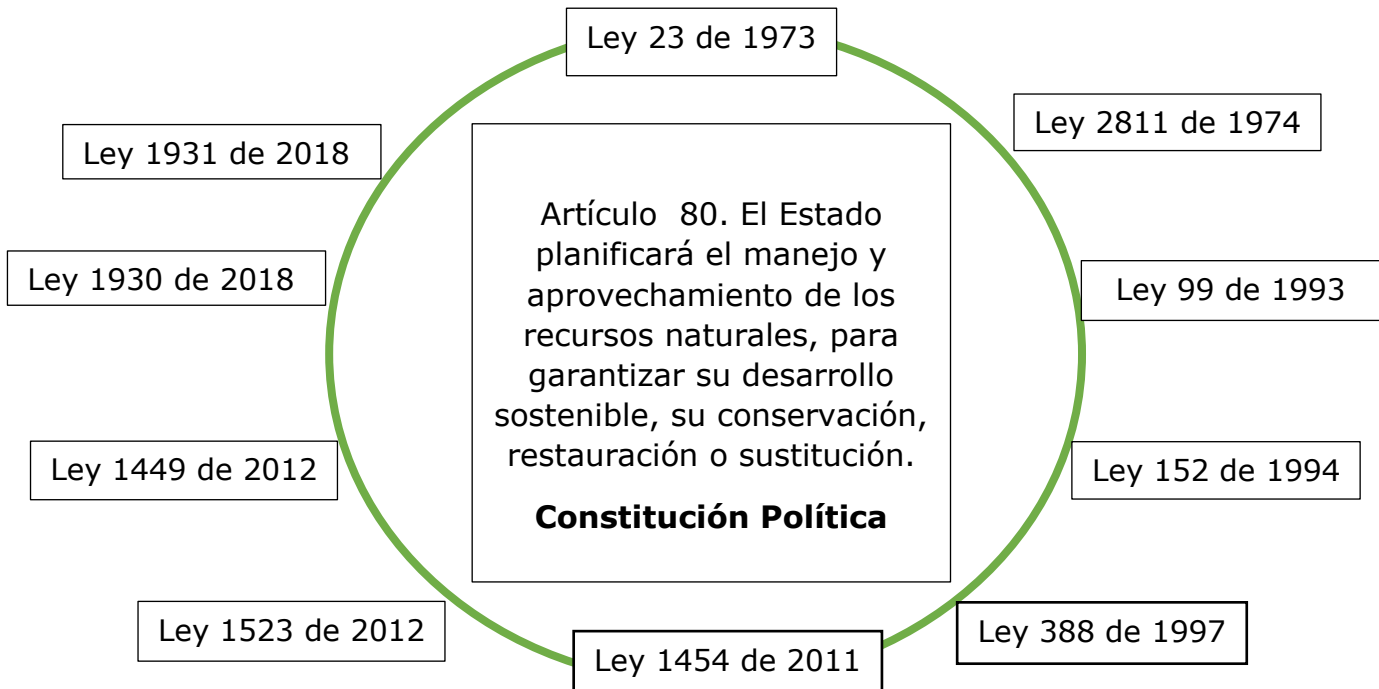 Ley 23 de 1973
Ley 2811 de 1974
Ley 99 de 1993
Ley 152 de 1994
Ley 388 de 1997
Ley 1454 de 2011
Ley 1523 de 2012
Ley 1449 de 2012
Ley 1930 de 2018
Ley 1931 de 2018
Artículo 80. El Estado
planificará el manejo y
aprovechamiento de los
recursos naturales, para
garantizar su desarrollo
sostenible, su conservación,
restauración o sustitución.
Constitución Política